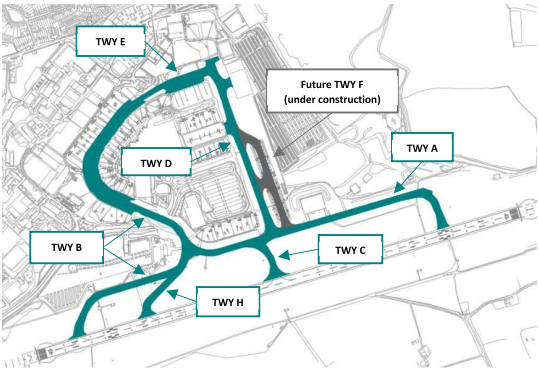 TWY E
Future TWY F
(under construction)
TWY D
TWY A
TWY B
TWY C
TWY H